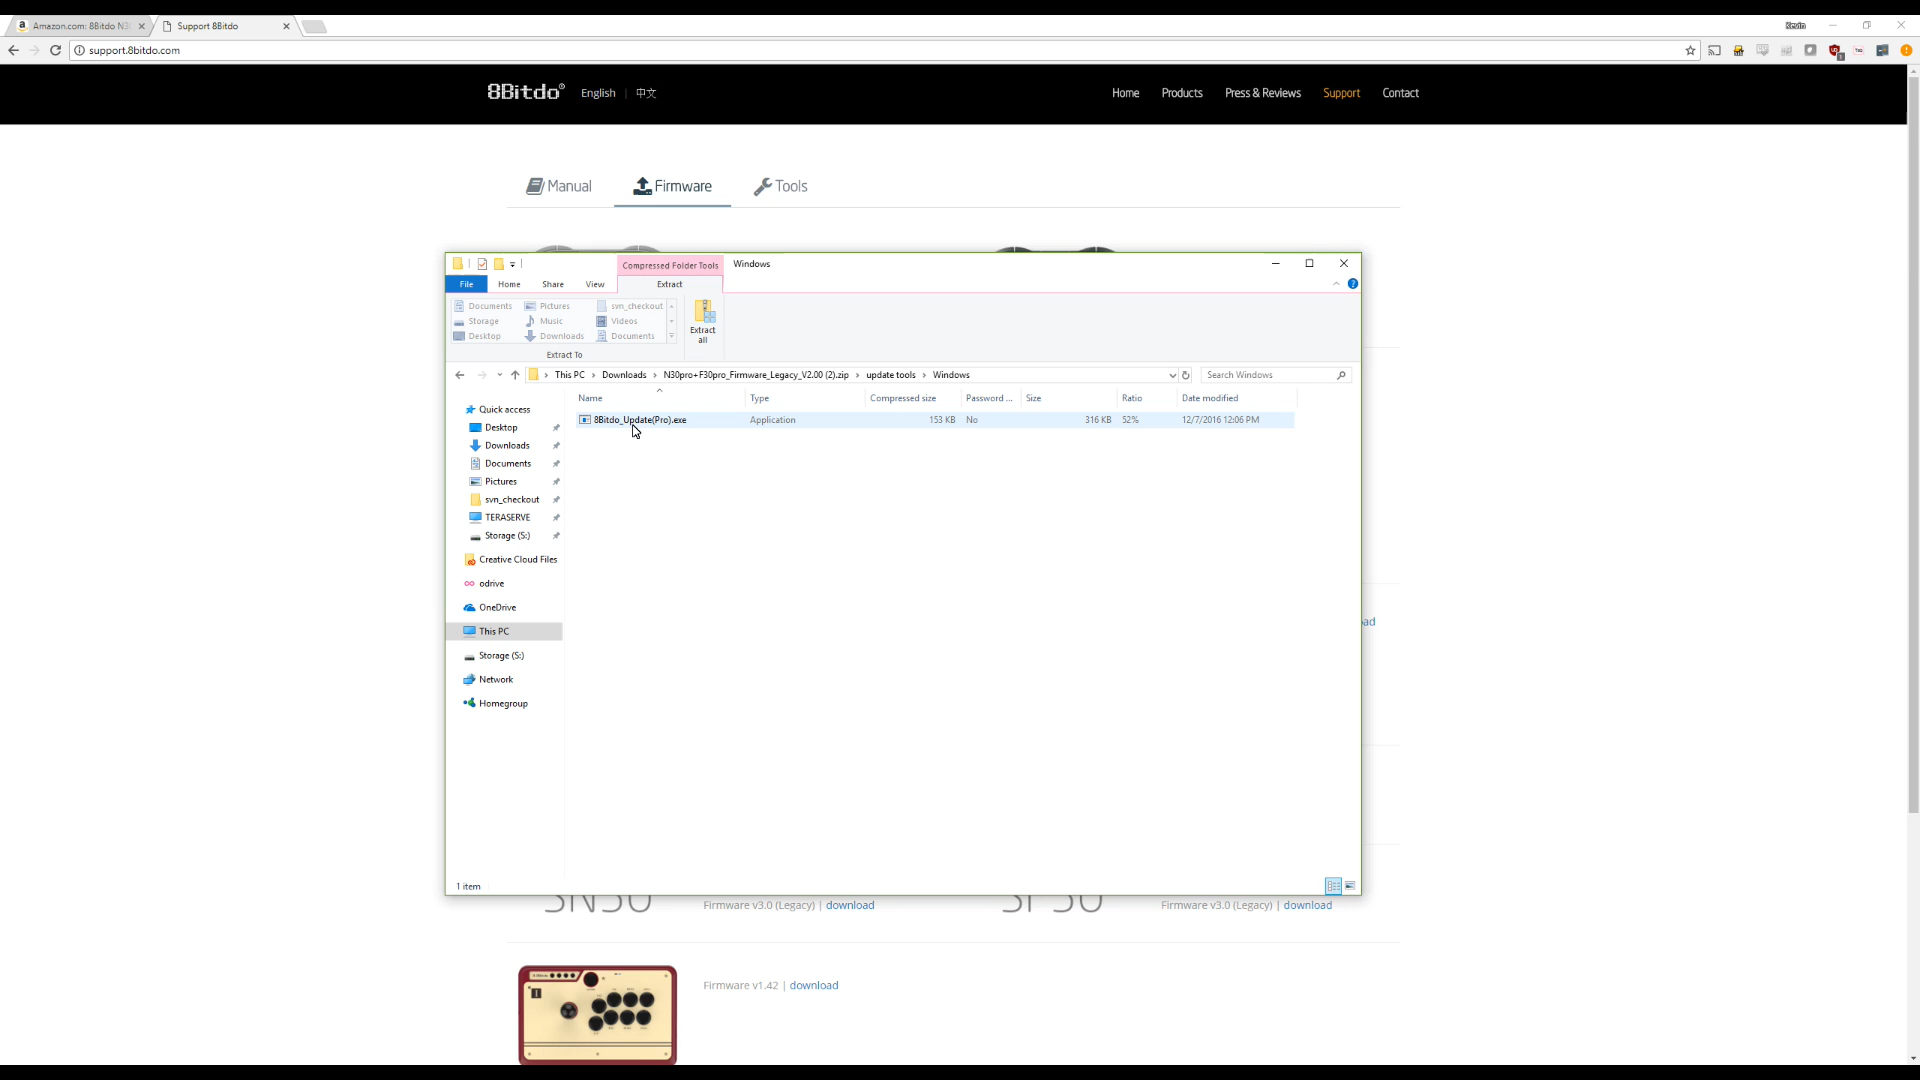 Amazon.com: 8Bitdo N3
Support 8Bitdo
Kevin
support.8bitdo.com
8Bitdo® English | 中文
Home Products Press & Reviews Support Contact
Manual Firmware Tools
Compressed Folder Tools Windows
File Home Share View Extract
Documents Pictures svn_checkout
Storage Music Videos
Desktop Downloads Documents
Extract all
Extract To
This PC > Downloads > N30pro+F30pro_Firmware_Legacy_V2.00 (2).zip > update tools > Windows
Search Windows
Name Type Compressed size Password ... Size Ratio Date modified
8Bitdo_Update(Pro).exe Application 153 KB No 316 KB 52% 12/7/2016 12:06 PM
Quick access
Desktop
Downloads
Documents
Pictures
svn_checkout
TERASERVE
Storage (S:)
Creative Cloud Files
odrive
OneDrive
This PC
Storage (S:)
Network
Homegroup
ad
1 item
SN30 Firmware v3.0 (Legacy) | download
SF30 Firmware v3.0 (Legacy) | download
Firmware v1.42 | download